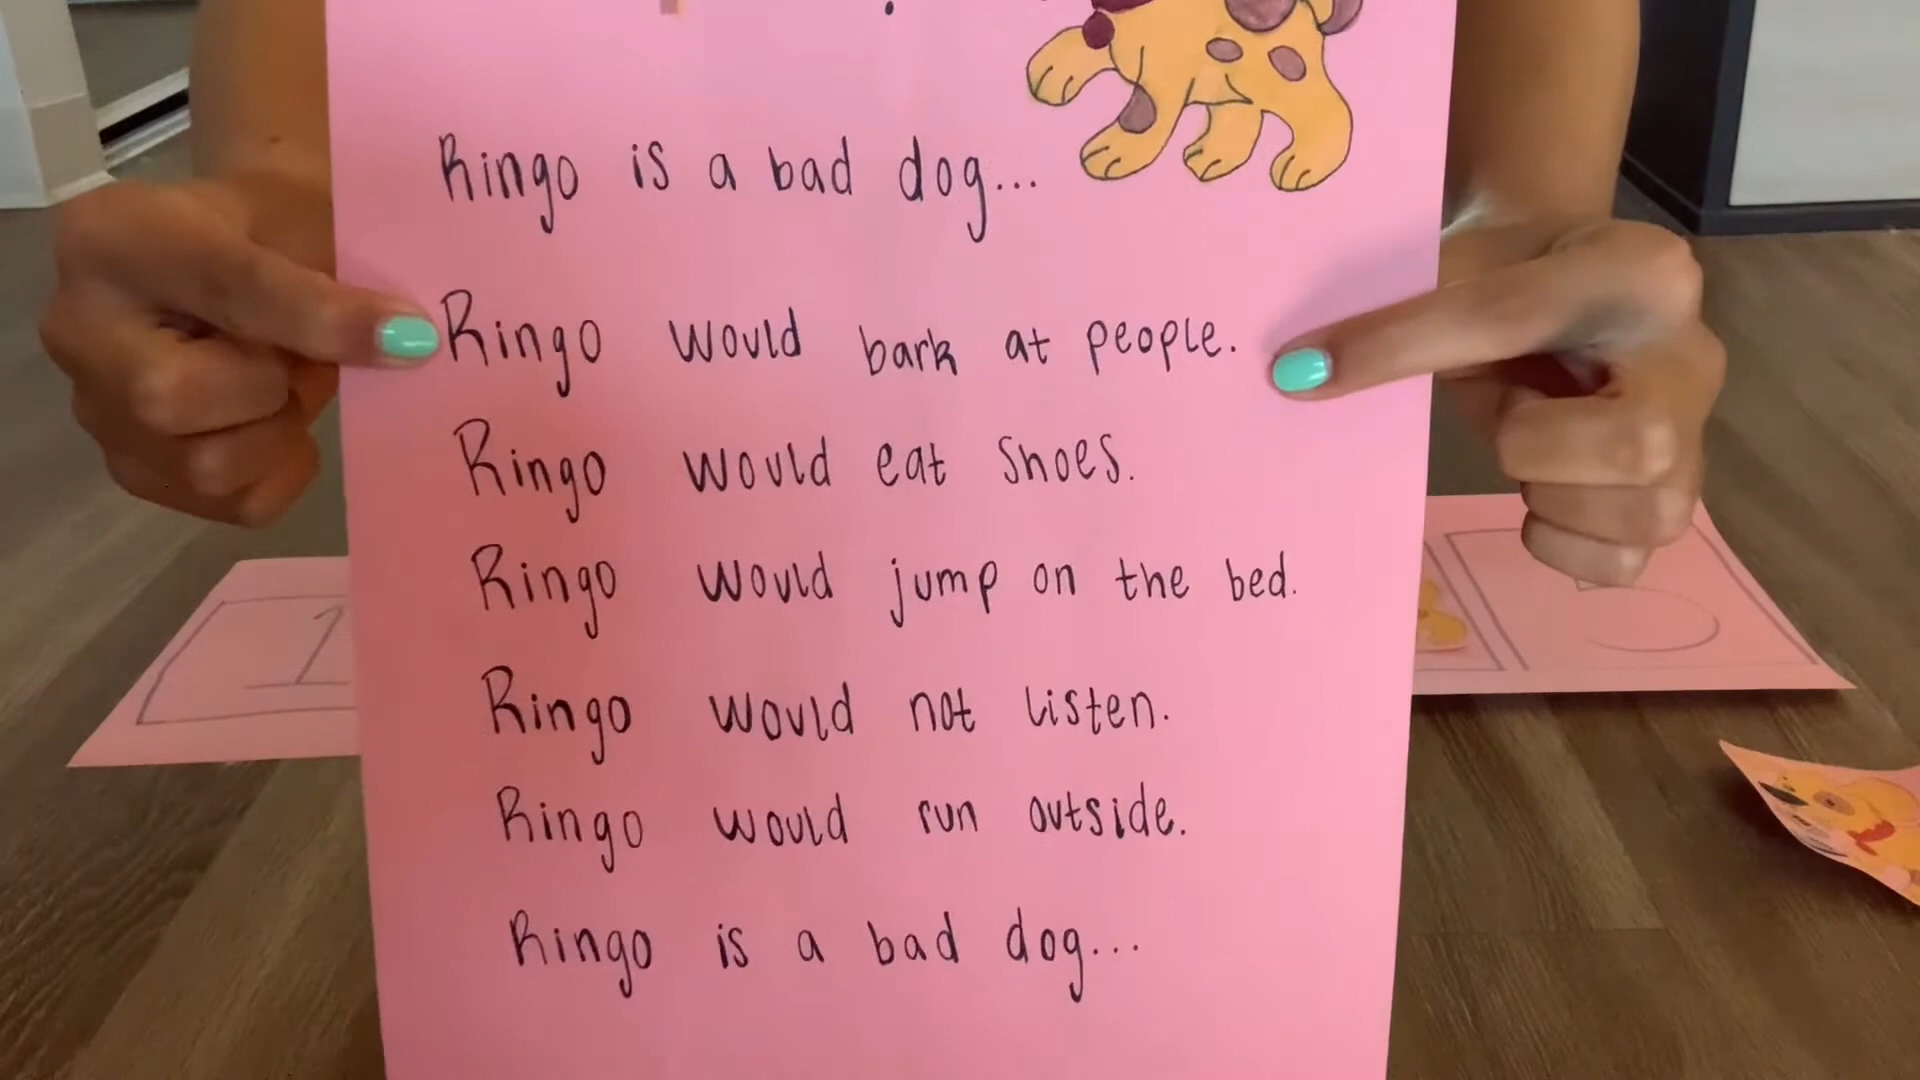 Ringo is a bad dog...
Ringo would bark at people.
Ringo would eat shoes.
Ringo would jump on the bed.
Ringo would not listen.
Ringo would run outside.
Ringo is a bad dog...
1